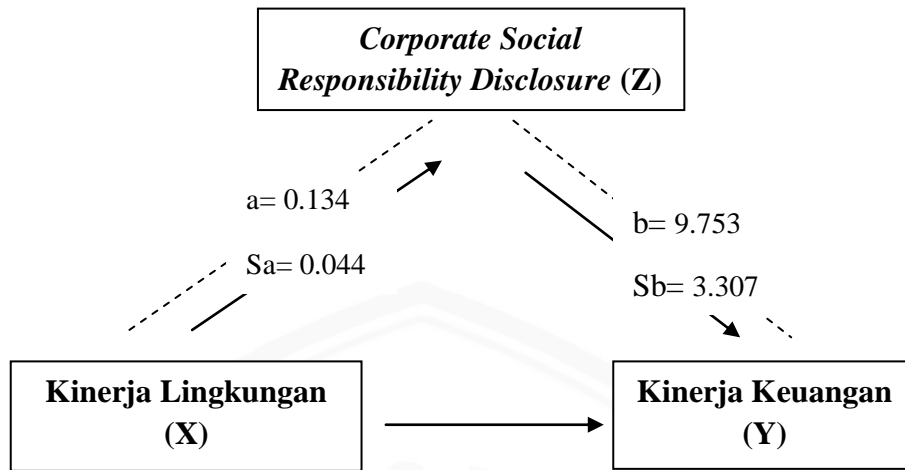 Corporate Social
Responsibility Disclosure (Z)
a= 0.134
Sa= 0.044
b= 9.753
Sb= 3.307
Kinerja Lingkungan
(X)
Kinerja Keuangan
(Y)